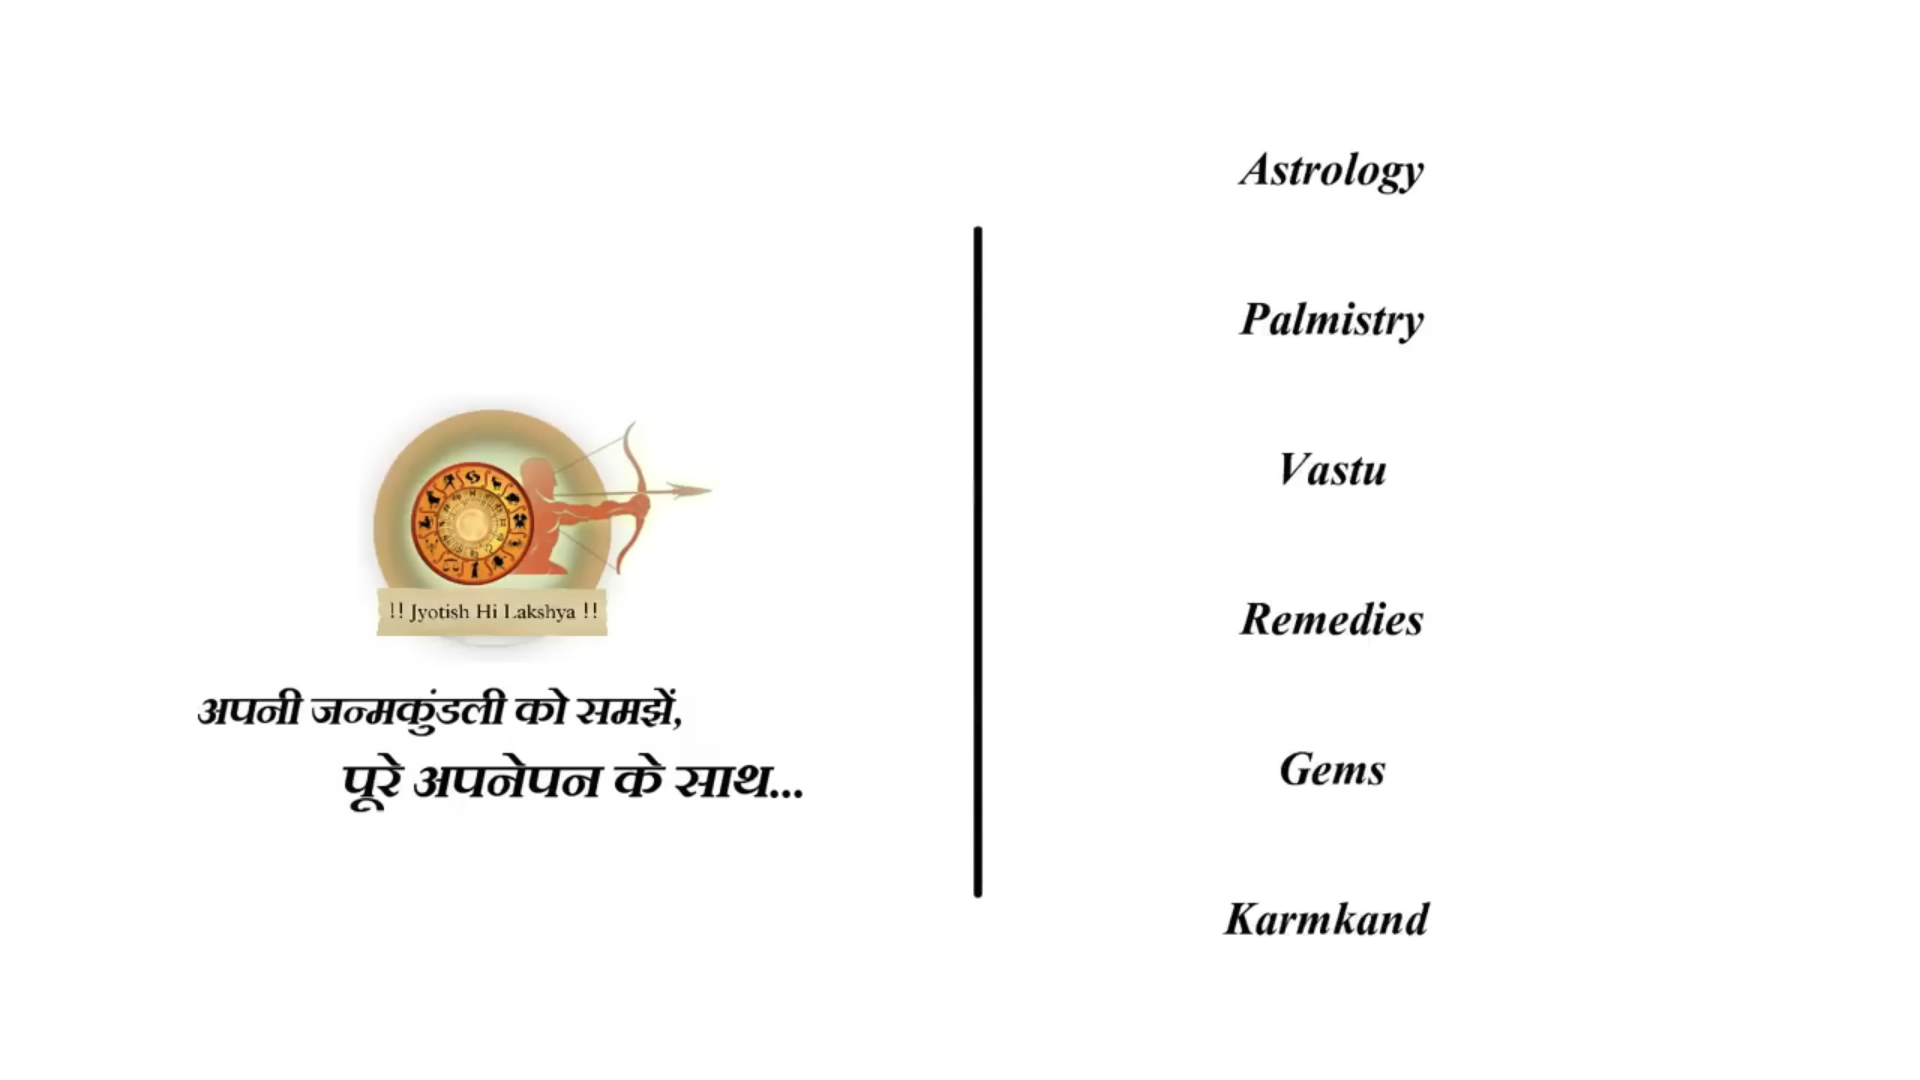 !! Jyotish Hi Lakshya !!
अपनी जन्मकुंडली को समझें,
पूरे अपनेपन के साथ...
Astrology
Palmistry
Vastu
Remedies
Gems
Karmkand